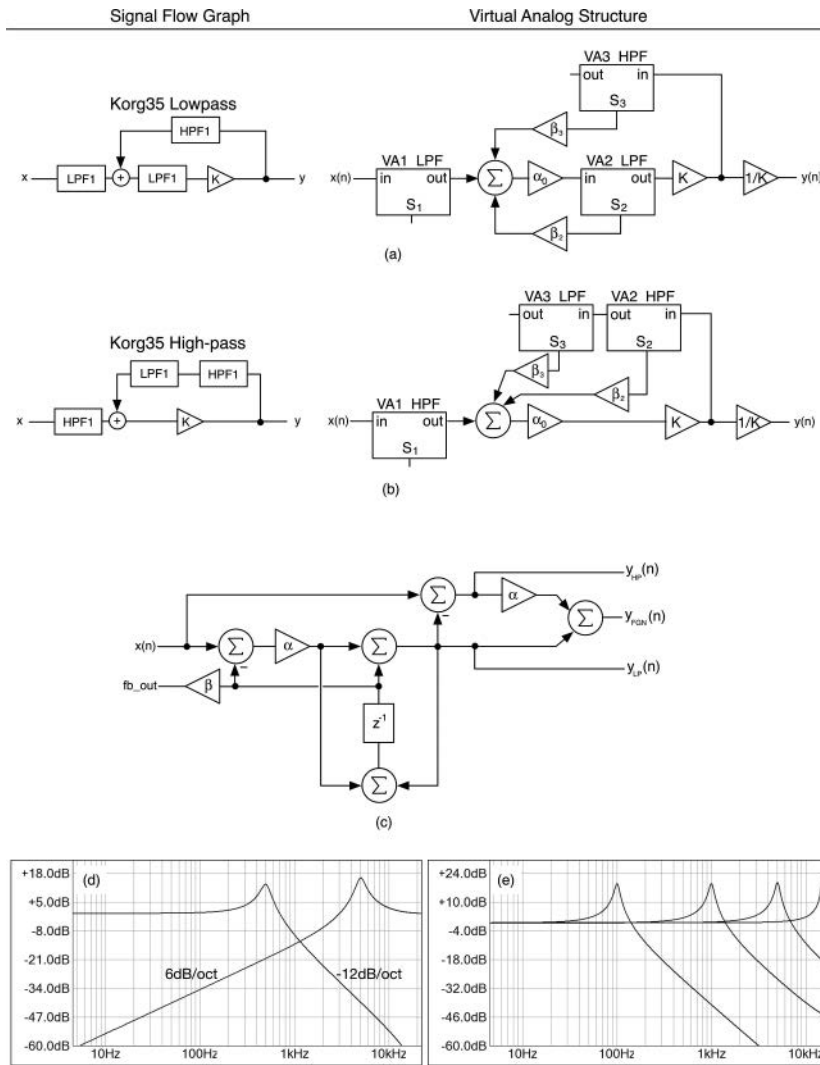 Signal Flow Graph Virtual Analog Structure
Korg35 Lowpass
HPF1
x LPF1 + LPF1 K y
VA3 HPF
out in
S3
β3
VA1 LPF
x(n) in out
S1
Σ
α0
VA2 LPF
in out
S2
K
1/K
y(n)
β2
(a)
Korg35 High-pass
LPF1 HPF1
x HPF1 + K y
VA3 LPF
out in
S3
VA2 HPF
out in
S2
β3
β2
VA1 HPF
x(n) in out
S1
Σ
α0
K
1/K
y(n)
(b)
Σ
−
yHP(n)
α
Σ
yFGN(n)
x(n)
Σ
−
α
Σ
yLP(n)
fb_out
β
z-1
Σ
(c)
(d)
+18.0dB
+5.0dB
-8.0dB
-21.0dB
-34.0dB
-47.0dB
-60.0dB
6dB/oct
-12dB/oct
10Hz 100Hz 1kHz 10kHz
(e)
+24.0dB
+10.0dB
-4.0dB
-18.0dB
-32.0dB
-46.0dB
-60.0dB
10Hz 100Hz 1kHz 10kHz